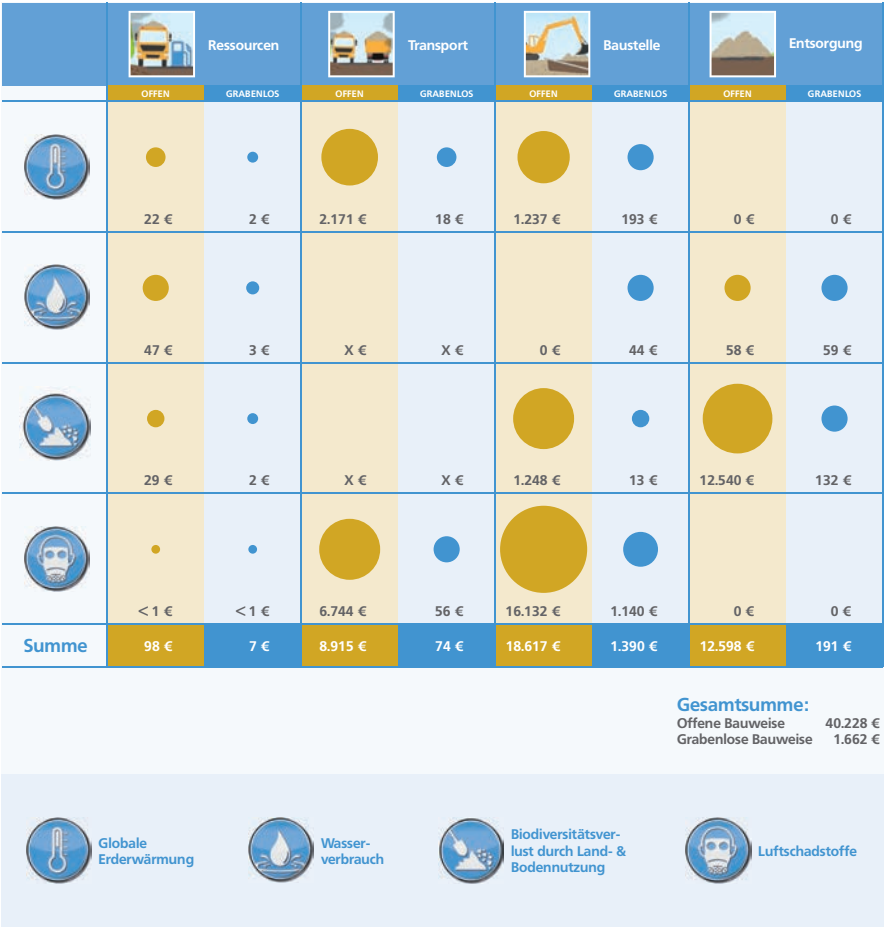 Ressourcen Transport Baustelle Entsorgung
OFFEN GRABENLOS OFFEN GRABENLOS OFFEN GRABENLOS OFFEN GRABENLOS
22 € 2 € 2.171 € 18 € 1.237 € 193 € 0 € 0 €
47 € 3 € X € X € 0 € 44 € 58 € 59 €
29 € 2 € X € X € 1.248 € 13 € 12.540 € 132 €
< 1 € < 1 € 6.744 € 56 € 16.132 € 1.140 € 0 € 0 €
Summe 98 € 7 € 8.915 € 74 € 18.617 € 1.390 € 12.598 € 191 €
Gesamtsumme:
Offene Bauweise 40.228 €
Grabenlose Bauweise 1.662 €
Globale
Erderwärmung
Wasser-
verbrauch
Biodiversitätsver-
lust durch Land- &
Bodennutzung
Luftschadstoffe